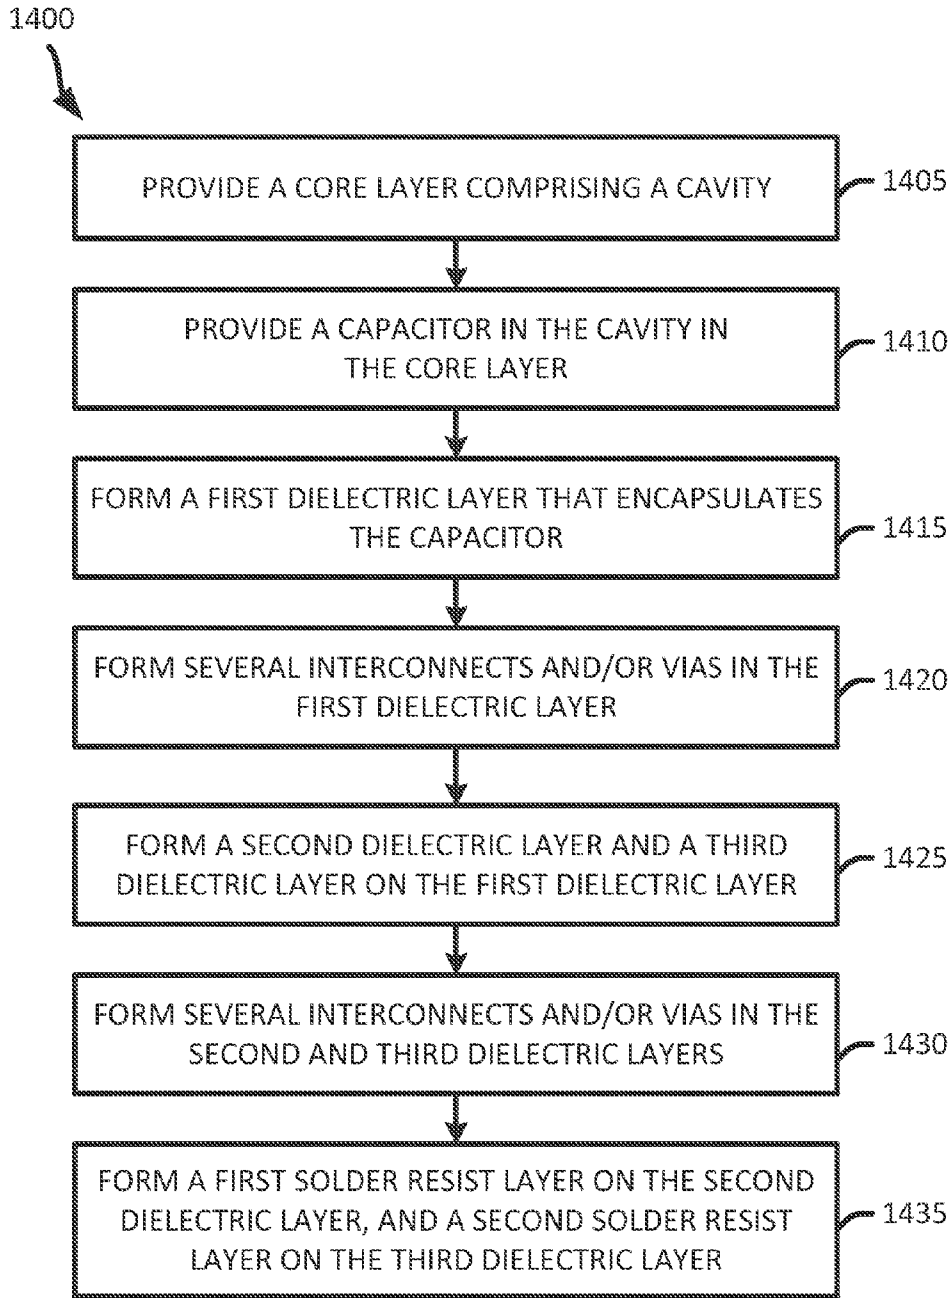 1400
PROVIDE A CORE LAYER COMPRISING A CAVITY
1405
PROVIDE A CAPACITOR IN THE CAVITY IN
THE CORE LAYER
1410
FORM A FIRST DIELECTRIC LAYER THAT ENCAPSULATES
THE CAPACITOR
1415
FORM SEVERAL INTERCONNECTS AND/OR VIAS IN THE
FIRST DIELECTRIC LAYER
1420
FORM A SECOND DIELECTRIC LAYER AND A THIRD
DIELECTRIC LAYER ON THE FIRST DIELECTRIC LAYER
1425
FORM SEVERAL INTERCONNECTS AND/OR VIAS IN THE
SECOND AND THIRD DIELECTRIC LAYERS
1430
FORM A FIRST SOLDER RESIST LAYER ON THE SECOND
DIELECTRIC LAYER, AND A SECOND SOLDER RESIST
LAYER ON THE THIRD DIELECTRIC LAYER
1435